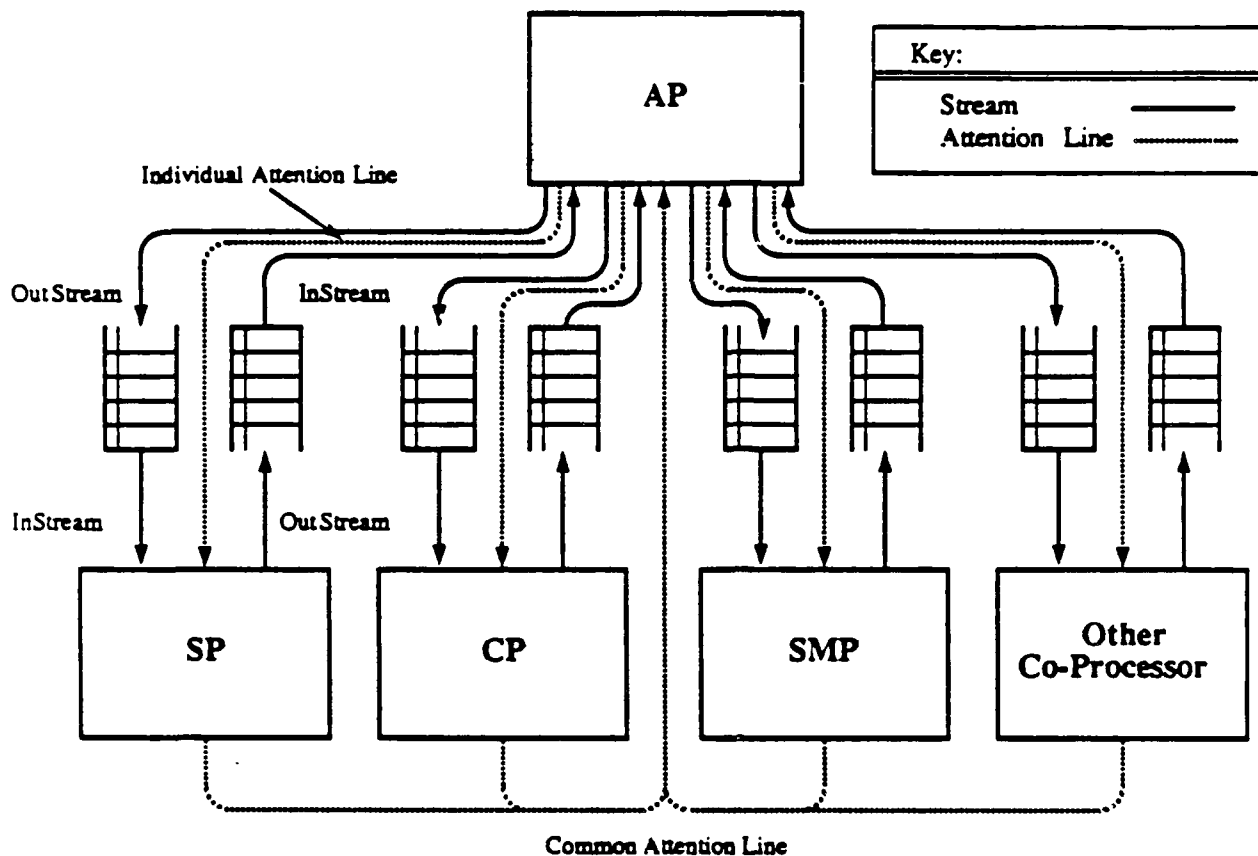 AP
Key:
Stream
Attention Line
Individual Attention Line
OutStream
InStream
InStream
OutStream
SP
CP
SMP
Other
Co-Processor
Common Attention Line